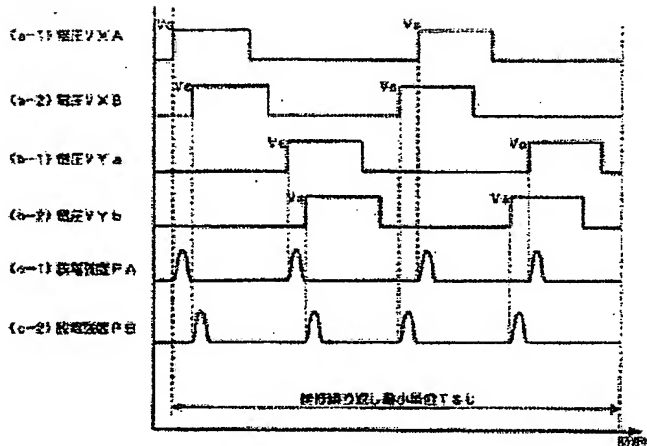 (a-1) 電圧VXA
Vs
Vs
(a-2) 電圧VXB
Vs
Vs
(b-1) 電圧VYa
Vs
Vs
(b-2) 電圧VYb
Vs
Vs
(c-1) 放電強度PA
(c-2) 放電強度PB
時間